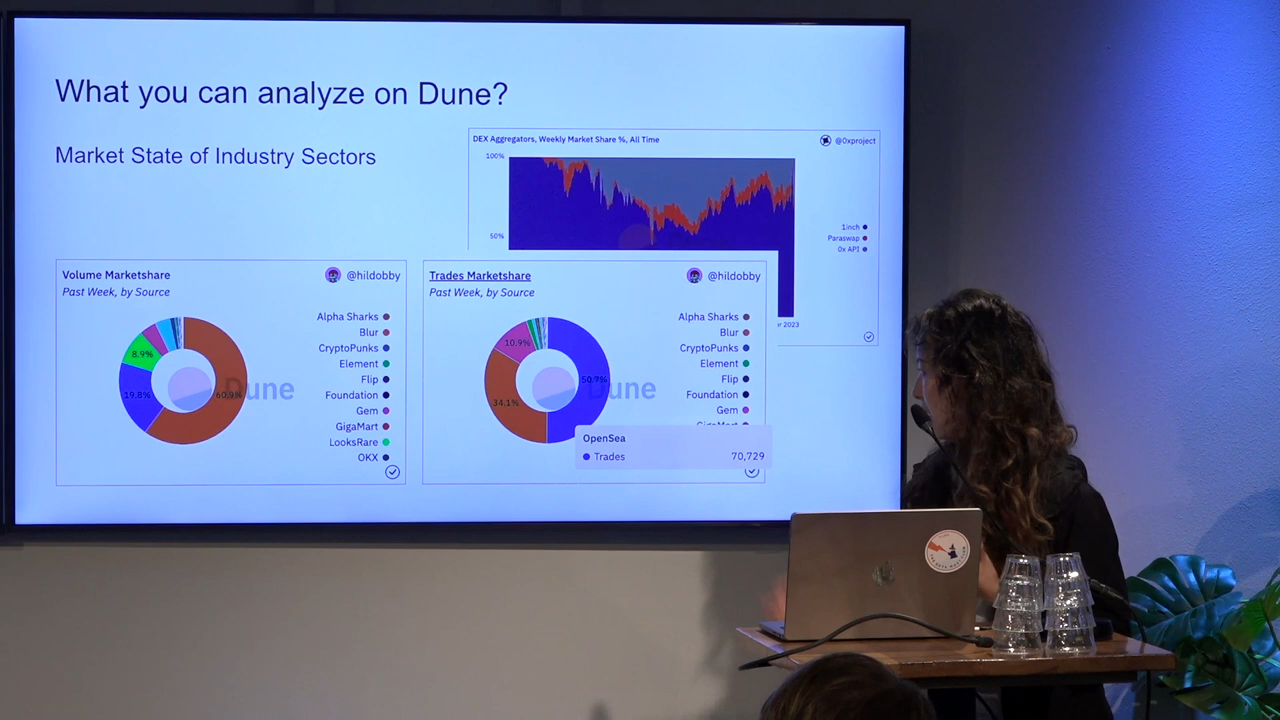 What you can analyze on Dune?
Market State of Industry Sectors
DEX Aggregators, Weekly Market Share %, All Time
@0xproject
100%
50%
1inch
Paraswap
0x API
2023
Volume Marketshare
@hildobby
Past Week, by Source
Alpha Sharks
Blur
CryptoPunks
Element
Flip
Foundation
Gem
GigaMart
LooksRare
OKX
8.9%
19.8%
60.9%
Dune
Trades Marketshare
@hildobby
Past Week, by Source
Alpha Sharks
Blur
CryptoPunks
Element
Flip
Foundation
Gem
GigaMart
10.9%
50.7%
34.1%
Dune
OpenSea
Trades 70,729